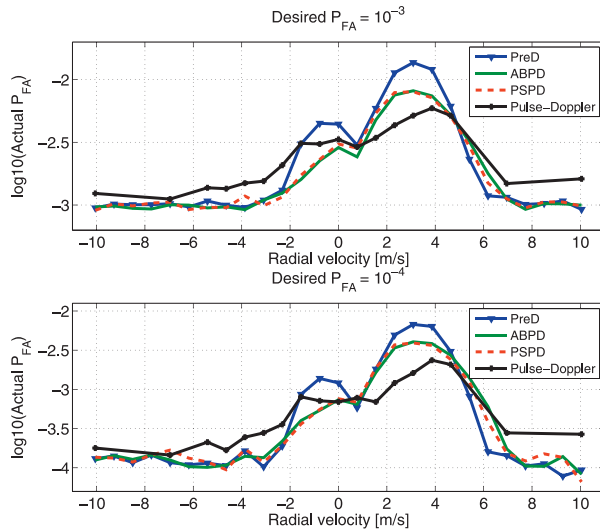 Desired P_FA = 10^−3
log10(Actual P_FA)
−2
−2.5
−3
PreD
ABPD
PSPD
Pulse−Doppler
−10 −8 −6 −4 −2 0 2 4 6 8 10
Radial velocity [m/s]
Desired P_FA = 10^−4
log10(Actual P_FA)
−2
−2.5
−3
−3.5
−4
PreD
ABPD
PSPD
Pulse−Doppler
−10 −8 −6 −4 −2 0 2 4 6 8 10
Radial velocity [m/s]